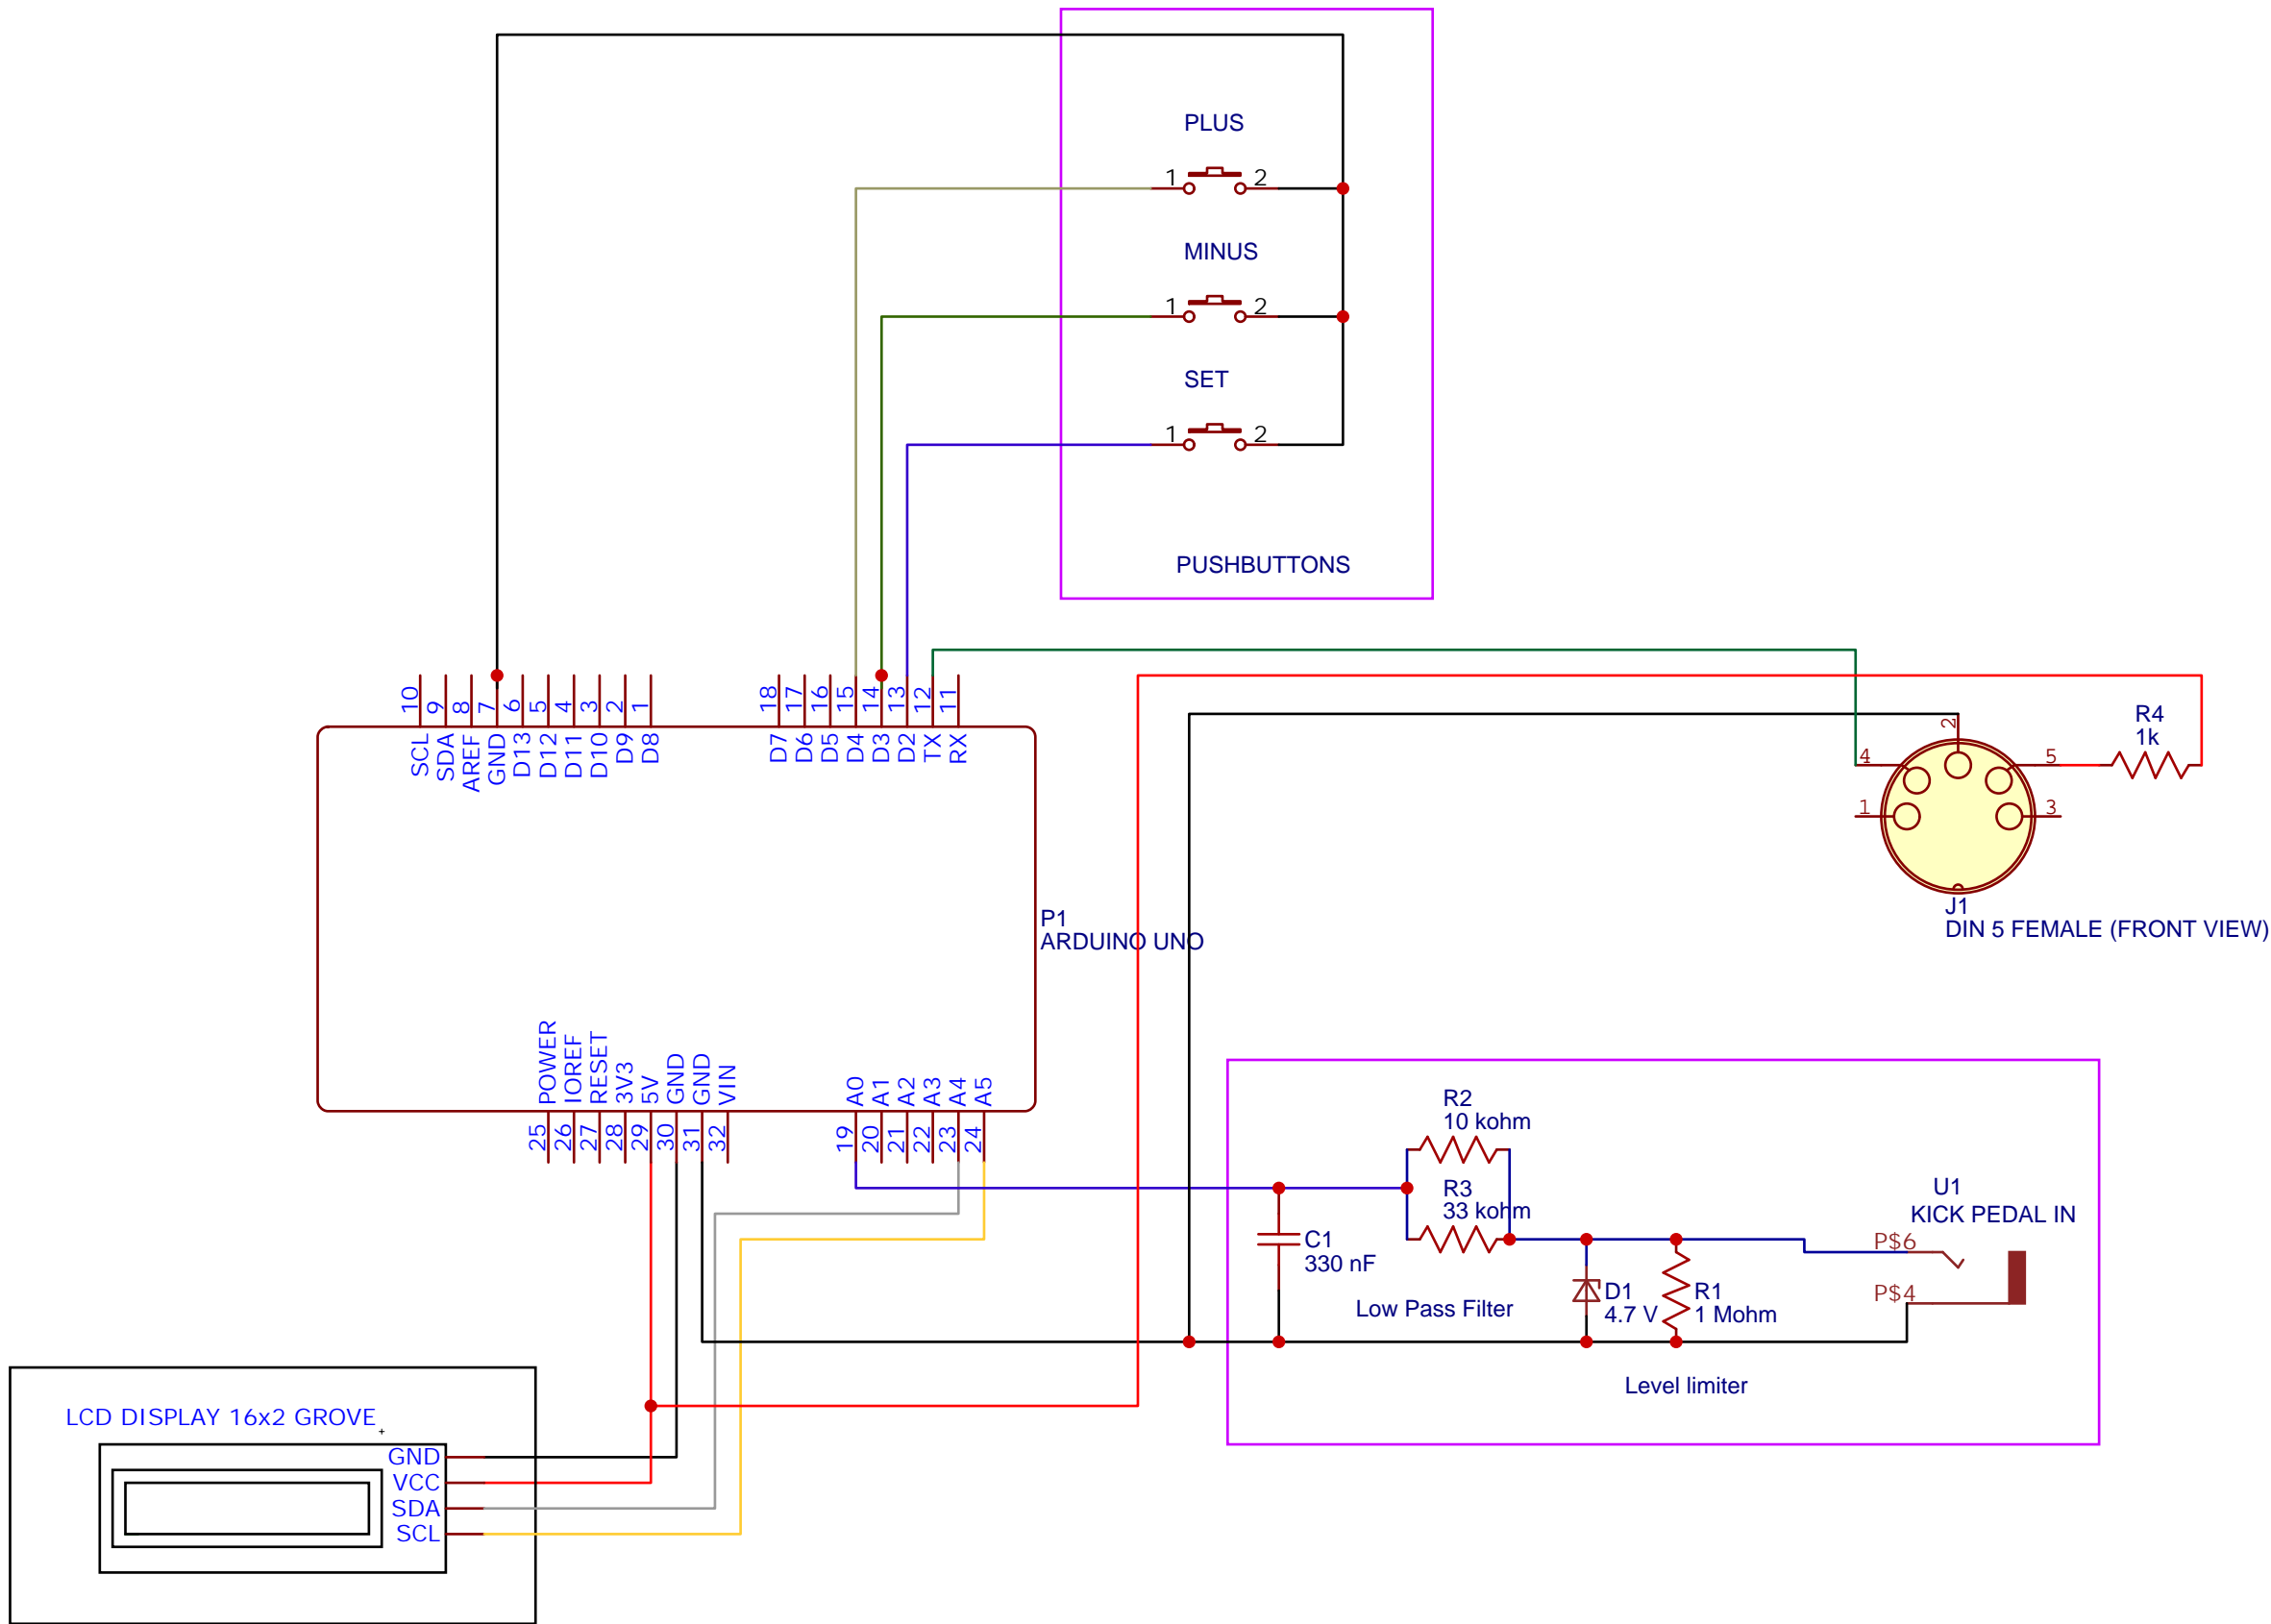 PLUS
1 2
MINUS
1 2
SET
1 2
PUSHBUTTONS
10 9 8 7 6 5 4 3 2 1 18 17 16 15 14 13 12 11
SCL SDA AREF GND D13 D12 D11 D10 D9 D8 D7 D6 D5 D4 D3 D2 TX RX
2
R4
1k
4 5
1 3
J1
DIN 5 FEMALE (FRONT VIEW)
P1
ARDUINO UNO
POWER IOREF RESET 3V3 5V GND GND VIN A0 A1 A2 A3 A4 A5
25 26 27 28 29 30 31 32 19 20 21 22 23 24
R2
10 kohm
R3
33 kohm
U1
KICK PEDAL IN
P$6
P$4
C1
330 nF
D1
4.7 V
R1
1 Mohm
Low Pass Filter
Level limiter
LCD DISPLAY 16x2 GROVE
GND
VCC
SDA
SCL